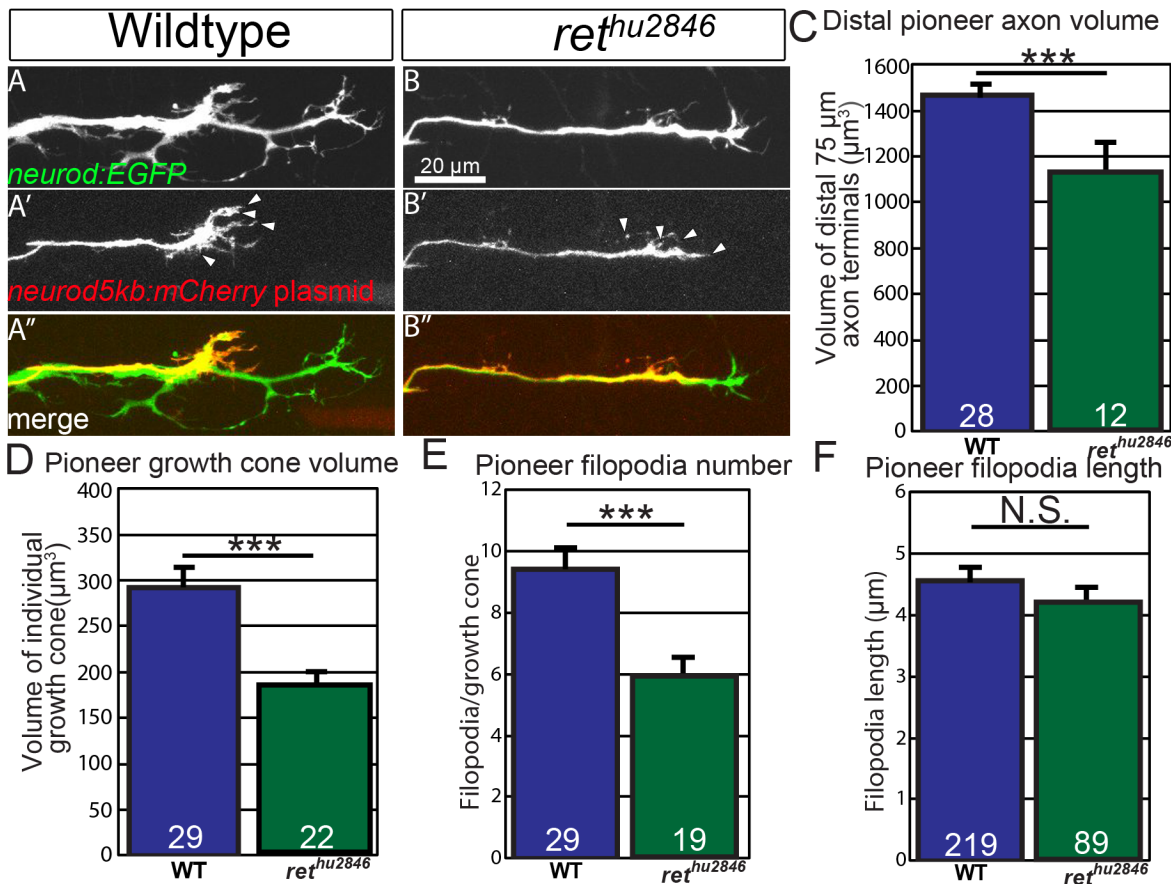 Wildtype
ret^hu2846
A
neurod:EGFP
B
20 µm
A'
neurod5kb:mCherry plasmid
B'
A''
merge
B''
C Distal pioneer axon volume
Volume of distal 75 µm
axon terminals (µm³)
1600
1400
1200
1000
800
600
400
200
0
***
28
12
WT
ret^hu2846
D Pioneer growth cone volume
Volume of individual
growth cone(µm³)
400
350
300
250
200
150
100
50
0
***
29
22
WT
ret^hu2846
E Pioneer filopodia number
Filopodia/growth cone
12
10
8
6
4
2
0
***
29
19
WT
ret^hu2846
F Pioneer filopodia length
Filopodia length (µm)
6
5
4
3
2
1
0
N.S.
219
89
WT
ret^hu2846